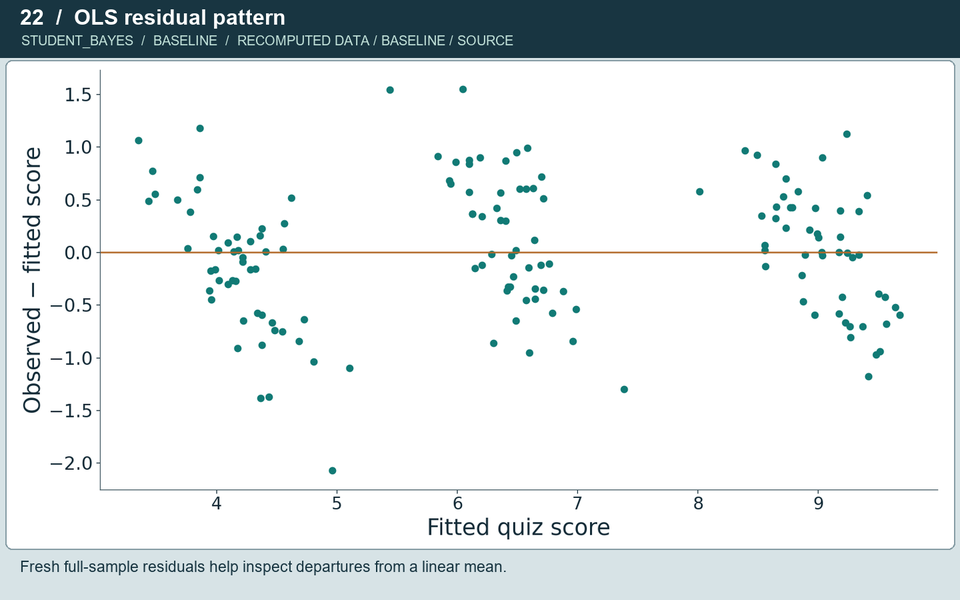 22 / OLS residual pattern
STUDENT_BAYES / BASELINE / RECOMPUTED DATA / BASELINE / SOURCE
Observed − fitted score
1.5
1.0
0.5
0.0
−0.5
−1.0
−1.5
−2.0
4 5 6 7 8 9
Fitted quiz score
Fresh full-sample residuals help inspect departures from a linear mean.